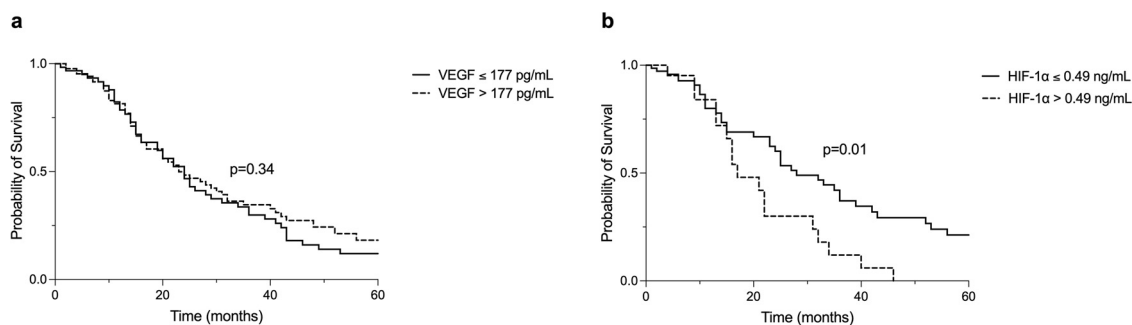 a
VEGF ≤ 177 pg/mL
VEGF > 177 pg/mL
Probability of Survival
1.0
0.5
0.0
p=0.34
0
20
40
60
Time (months)
b
HIF-1α ≤ 0.49 ng/mL
HIF-1α > 0.49 ng/mL
Probability of Survival
1.0
0.5
0.0
p=0.01
0
20
40
60
Time (months)